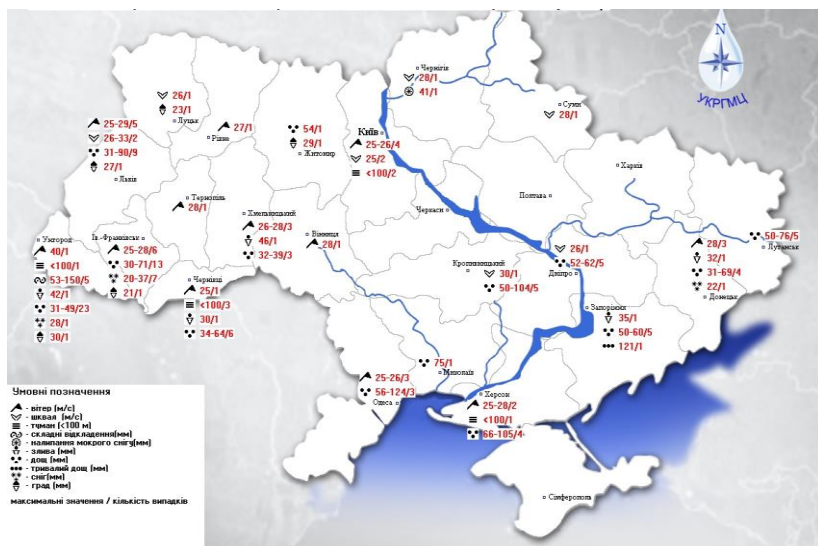 N
УКРГМЦ
Чернігів
28/1
41/1
Суми
28/1
26/1
23/1
Луцьк
25-29/5
26-33/2
31-90/9
27/1
Львів
27/1
Рівне
54/1
29/1
Житомир
Київ
25-26/4
25/2
<100/2
Харків
Полтава
Черкаси
Тернопіль
28/1
Хмельницький
26-28/3
46/1
32-39/3
Вінниця
28/1
50-76/5
Луганськ
28/3
32/1
31-69/4
22/1
Донецьк
26/1
52-62/5
Дніпро
Кропивницький
30/1
50-104/5
Ужгород
40/1
<100/1
53-150/5
42/1
31-49/23
28/1
30/1
Ів.-Франківськ
25-28/6
30-71/13
20-37/7
21/1
Чернівці
25/1
<100/3
30/1
34-64/6
Запоріжжя
35/1
50-60/5
121/1
75/1
Миколаїв
25-26/3
56-124/3
Одеса
Херсон
25-28/2
<100/1
66-105/4
Сімферополь
Умовні позначення
- вітер (м/с)
- шквал (м/с)
- туман (<100 м)
- складні відкладення(мм)
- налипання мокрого снігу(мм)
- злива (мм)
- дощ (мм)
- тривалий дощ (мм)
- сніг(мм)
- град (мм)
максимальні значення / кількість випадків